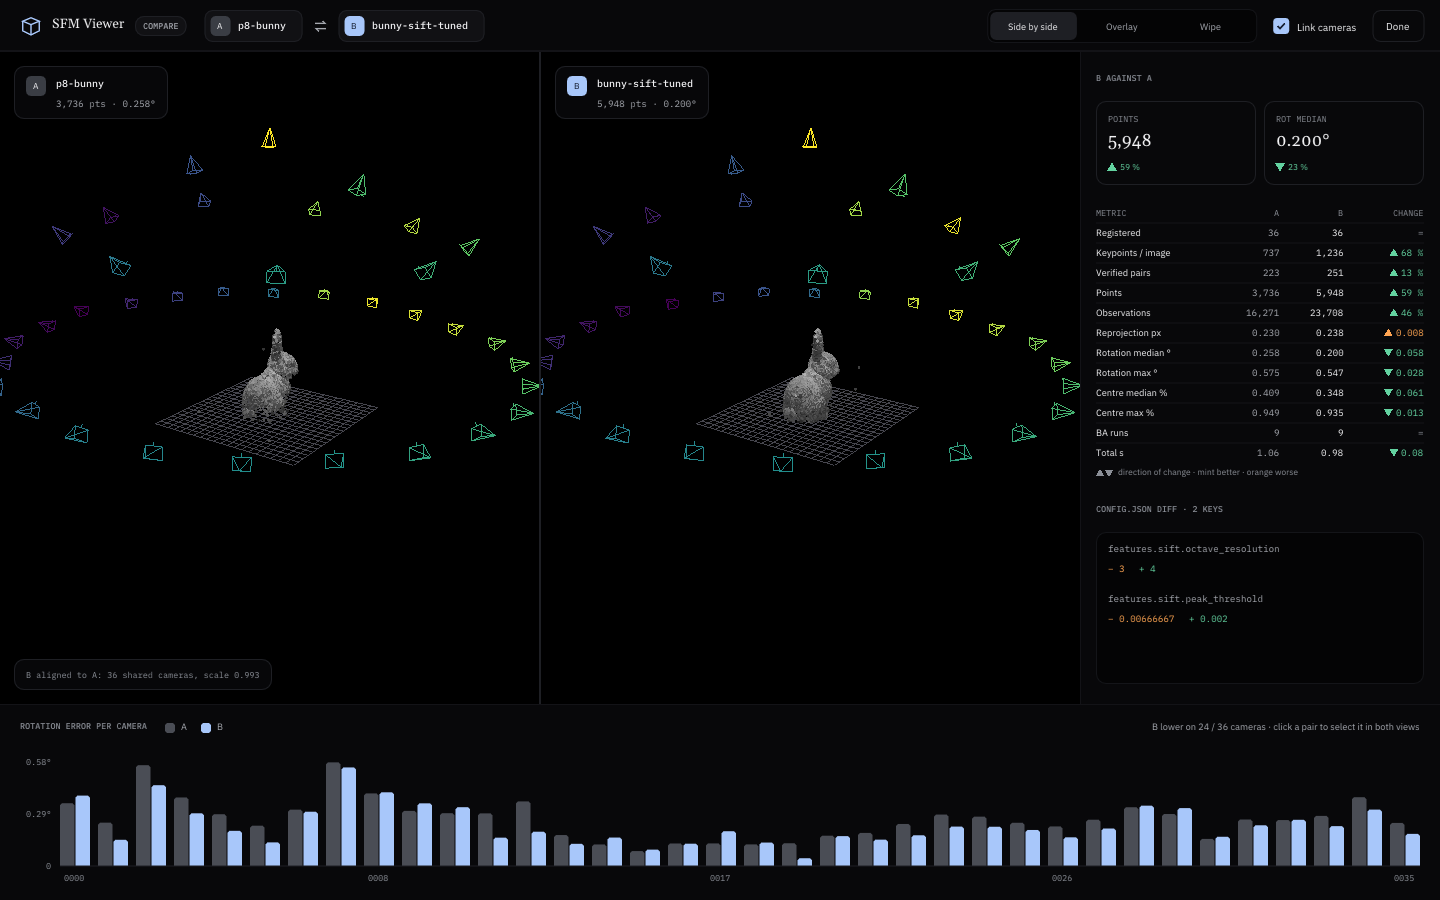 SFM Viewer COMPARE A p8-bunny B bunny-sift-tuned Side by side Overlay Wipe Link cameras Done
A p8-bunny
3,736 pts · 0.258°
B bunny-sift-tuned
5,948 pts · 0.200°
B aligned to A: 36 shared cameras, scale 0.993
B AGAINST A
POINTS
5,948
▲ 59 %
ROT MEDIAN
0.200°
▼ 23 %
METRIC A B CHANGE
Registered 36 36 =
Keypoints / image 737 1,236 ▲ 68 %
Verified pairs 223 251 ▲ 13 %
Points 3,736 5,948 ▲ 59 %
Observations 16,271 23,708 ▲ 46 %
Reprojection px 0.230 0.238 ▲ 0.008
Rotation median ° 0.258 0.200 ▼ 0.058
Rotation max ° 0.575 0.547 ▼ 0.028
Centre median % 0.409 0.348 ▼ 0.061
Centre max % 0.949 0.935 ▼ 0.013
BA runs 9 9 =
Total s 1.06 0.98 ▼ 0.08
▲▼ direction of change · mint better · orange worse
CONFIG.JSON DIFF · 2 KEYS
features.sift.octave_resolution
− 3 + 4
features.sift.peak_threshold
− 0.00666667 + 0.002
ROTATION ERROR PER CAMERA A B B lower on 24 / 36 cameras · click a pair to select it in both views
0.58°
0.29°
0
0000 0008 0017 0026 0035